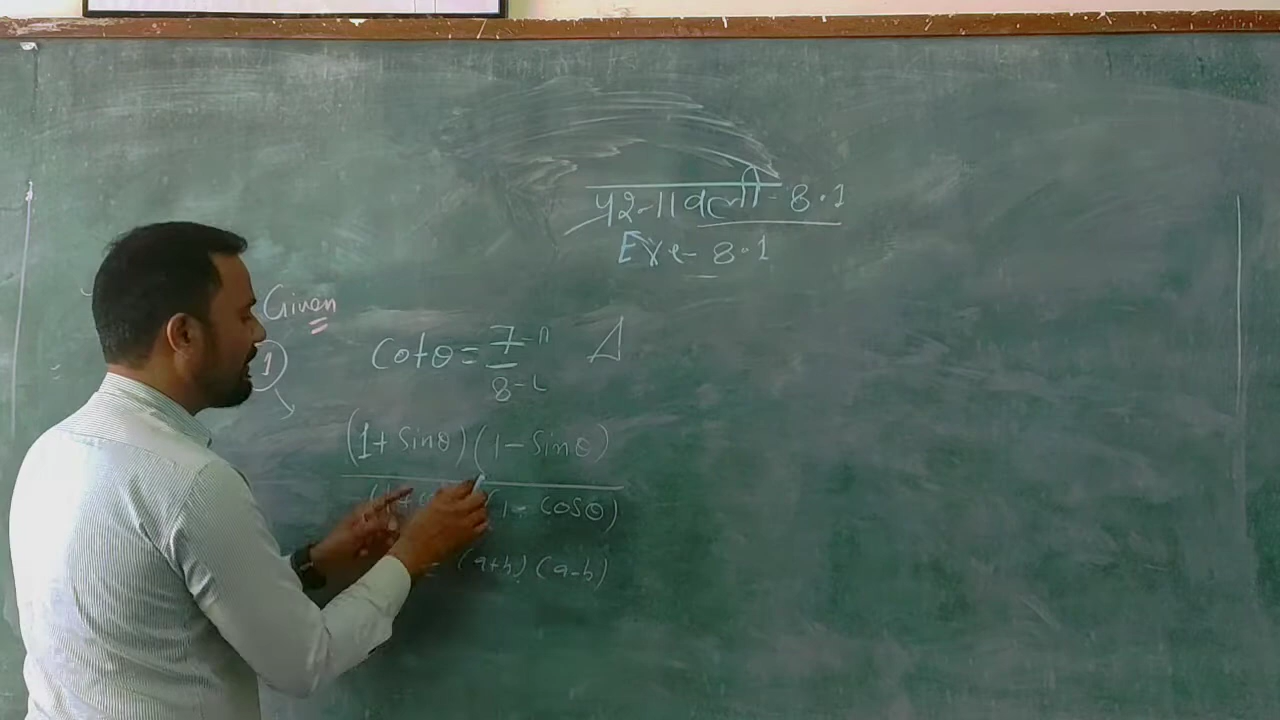 प्रश्नावली - 8.1
Exe - 8.1
Given
1
cotθ = 7/8
(1 + Sinθ)(1 - Sinθ)
(1 - COSθ)
= (a+b) (a-b)